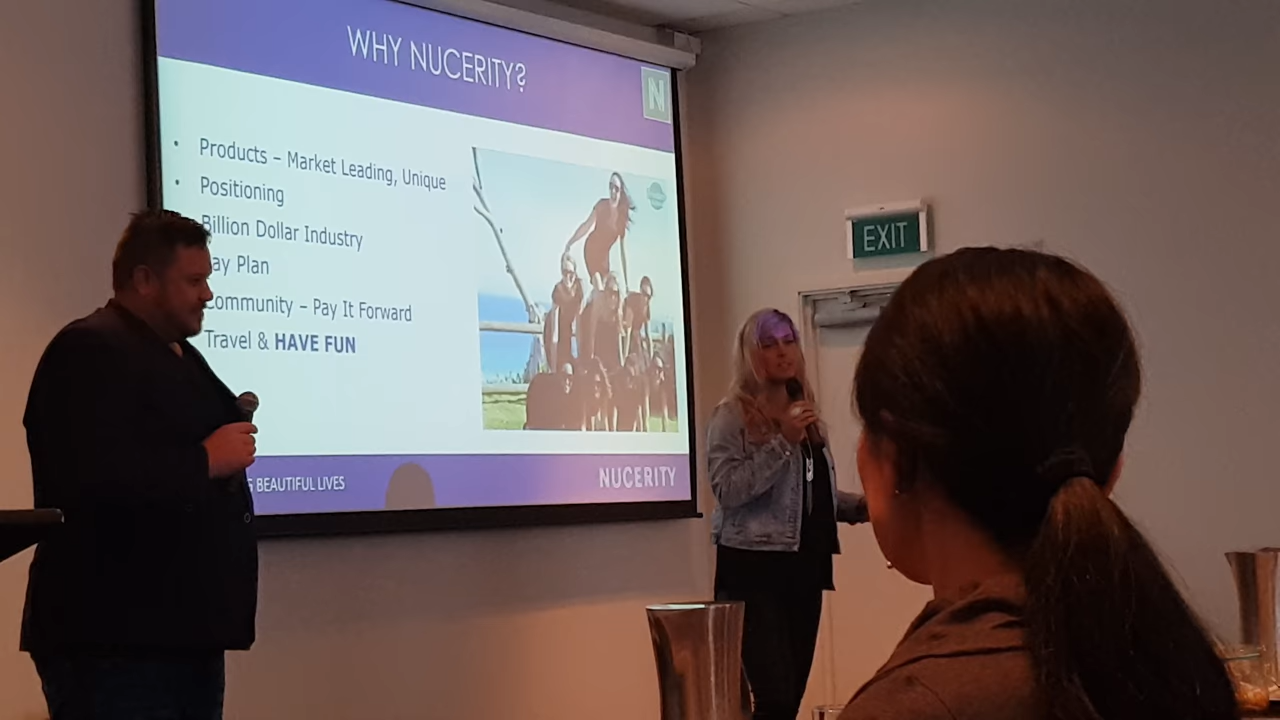 WHY NUCERITY?
N
• Products – Market Leading, Unique
• Positioning
Billion Dollar Industry
ay Plan
Community – Pay It Forward
Travel & HAVE FUN
S BEAUTIFUL LIVES
NUCERITY
EXIT